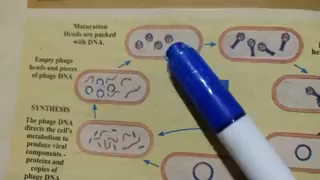 Maturation
Heads are packed
with DNA.
Empty phage
heads and pieces
of phage DNA
SYNTHESIS
The phage DNA
directs the cell's
metabolism to
produce viral
components -
proteins and
copies of
phage DNA